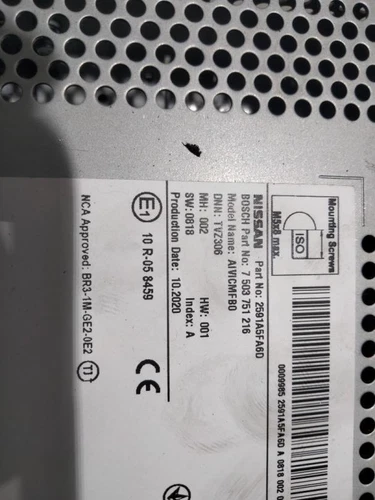 Mounting Screws
ISO
M5x8 max.
NISSAN Part No: 2591A5FA6D
BOSCH Part No: 7 503 751 216
Model Name: AIVICMFB0
DNN: TVZ306
MH: 002 HW: 001
SW:0818 Index: A
Production Date: 10.2020
E1 10 R-05 8459
CE
NCA Approved: BR3-1M-GE2-0E2 TJ
0009985 2591A5FA6D A 0818 002